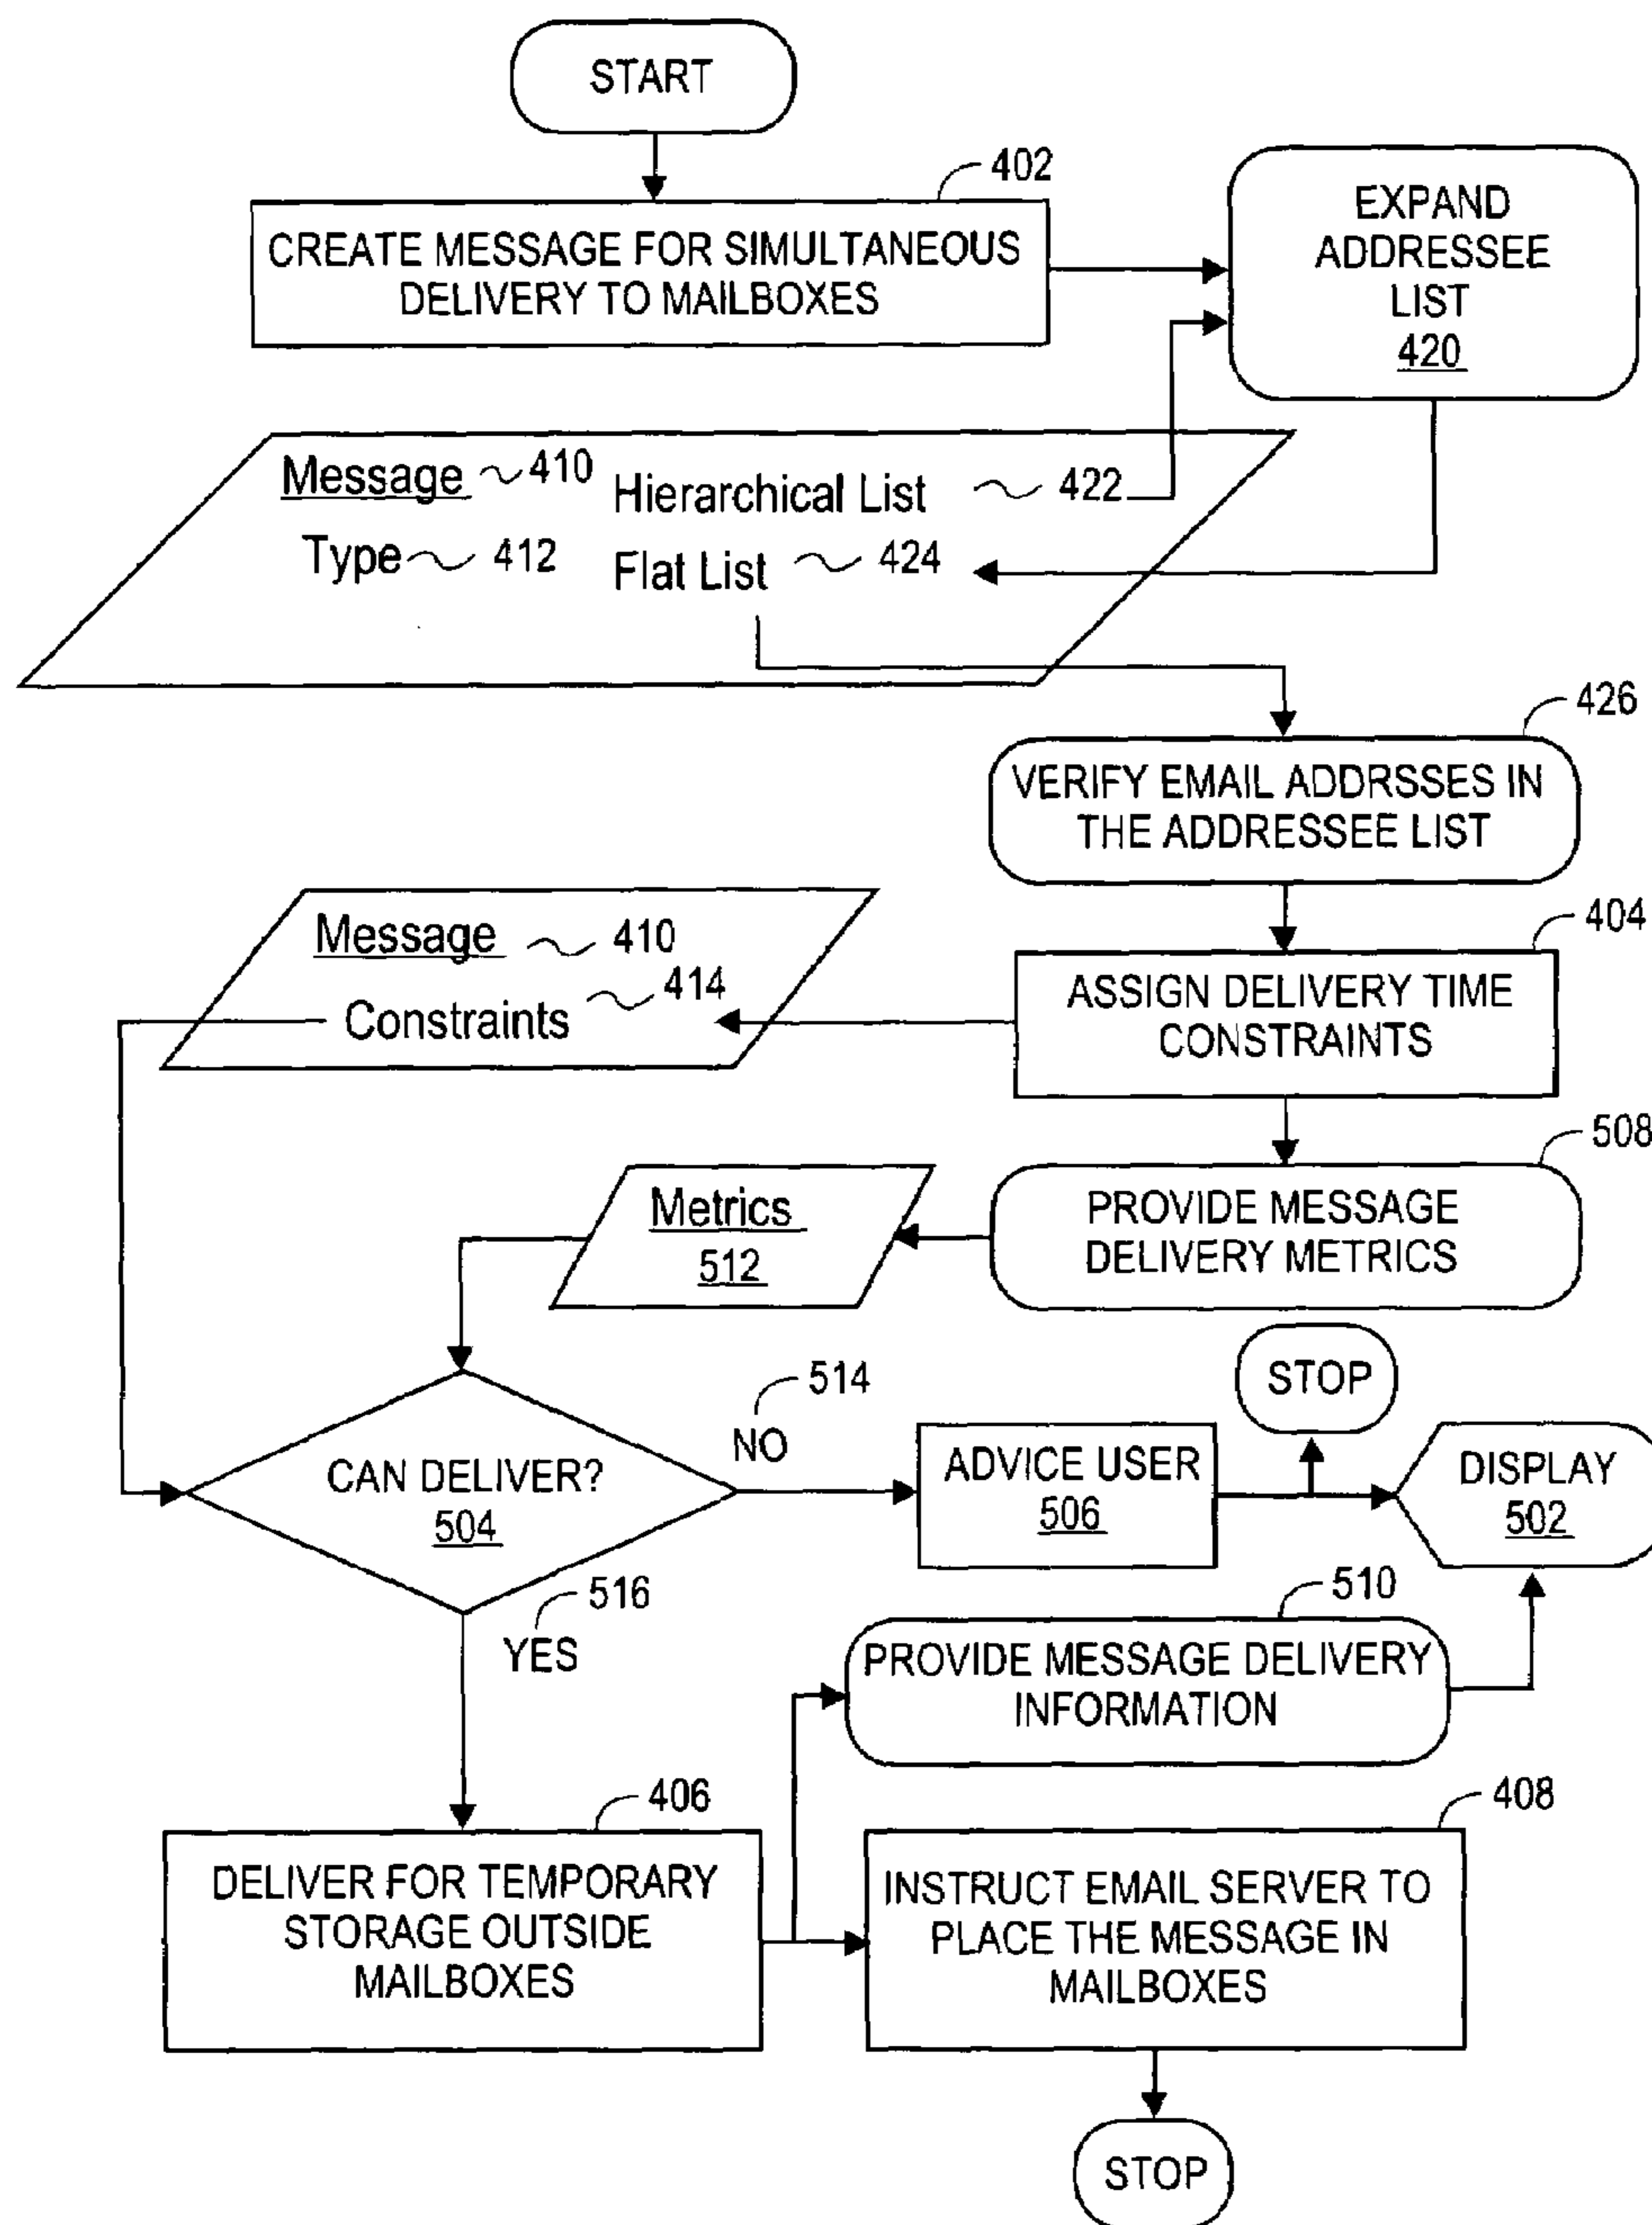 START
402
CREATE MESSAGE FOR SIMULTANEOUS
DELIVERY TO MAILBOXES
EXPAND
ADDRESSEE
LIST
420
Message 410
Hierarchical List 422
Type 412
Flat List 424
426
VERIFY EMAIL ADDRSSES IN
THE ADDRESSEE LIST
404
ASSIGN DELIVERY TIME
CONSTRAINTS
Message 410
414
Constraints
508
PROVIDE MESSAGE
DELIVERY METRICS
Metrics
512
STOP
514
NO
CAN DELIVER?
504
ADVICE USER
506
DISPLAY
502
516
YES
510
PROVIDE MESSAGE DELIVERY
INFORMATION
406
DELIVER FOR TEMPORARY
STORAGE OUTSIDE
MAILBOXES
408
INSTRUCT EMAIL SERVER TO
PLACE THE MESSAGE IN
MAILBOXES
STOP